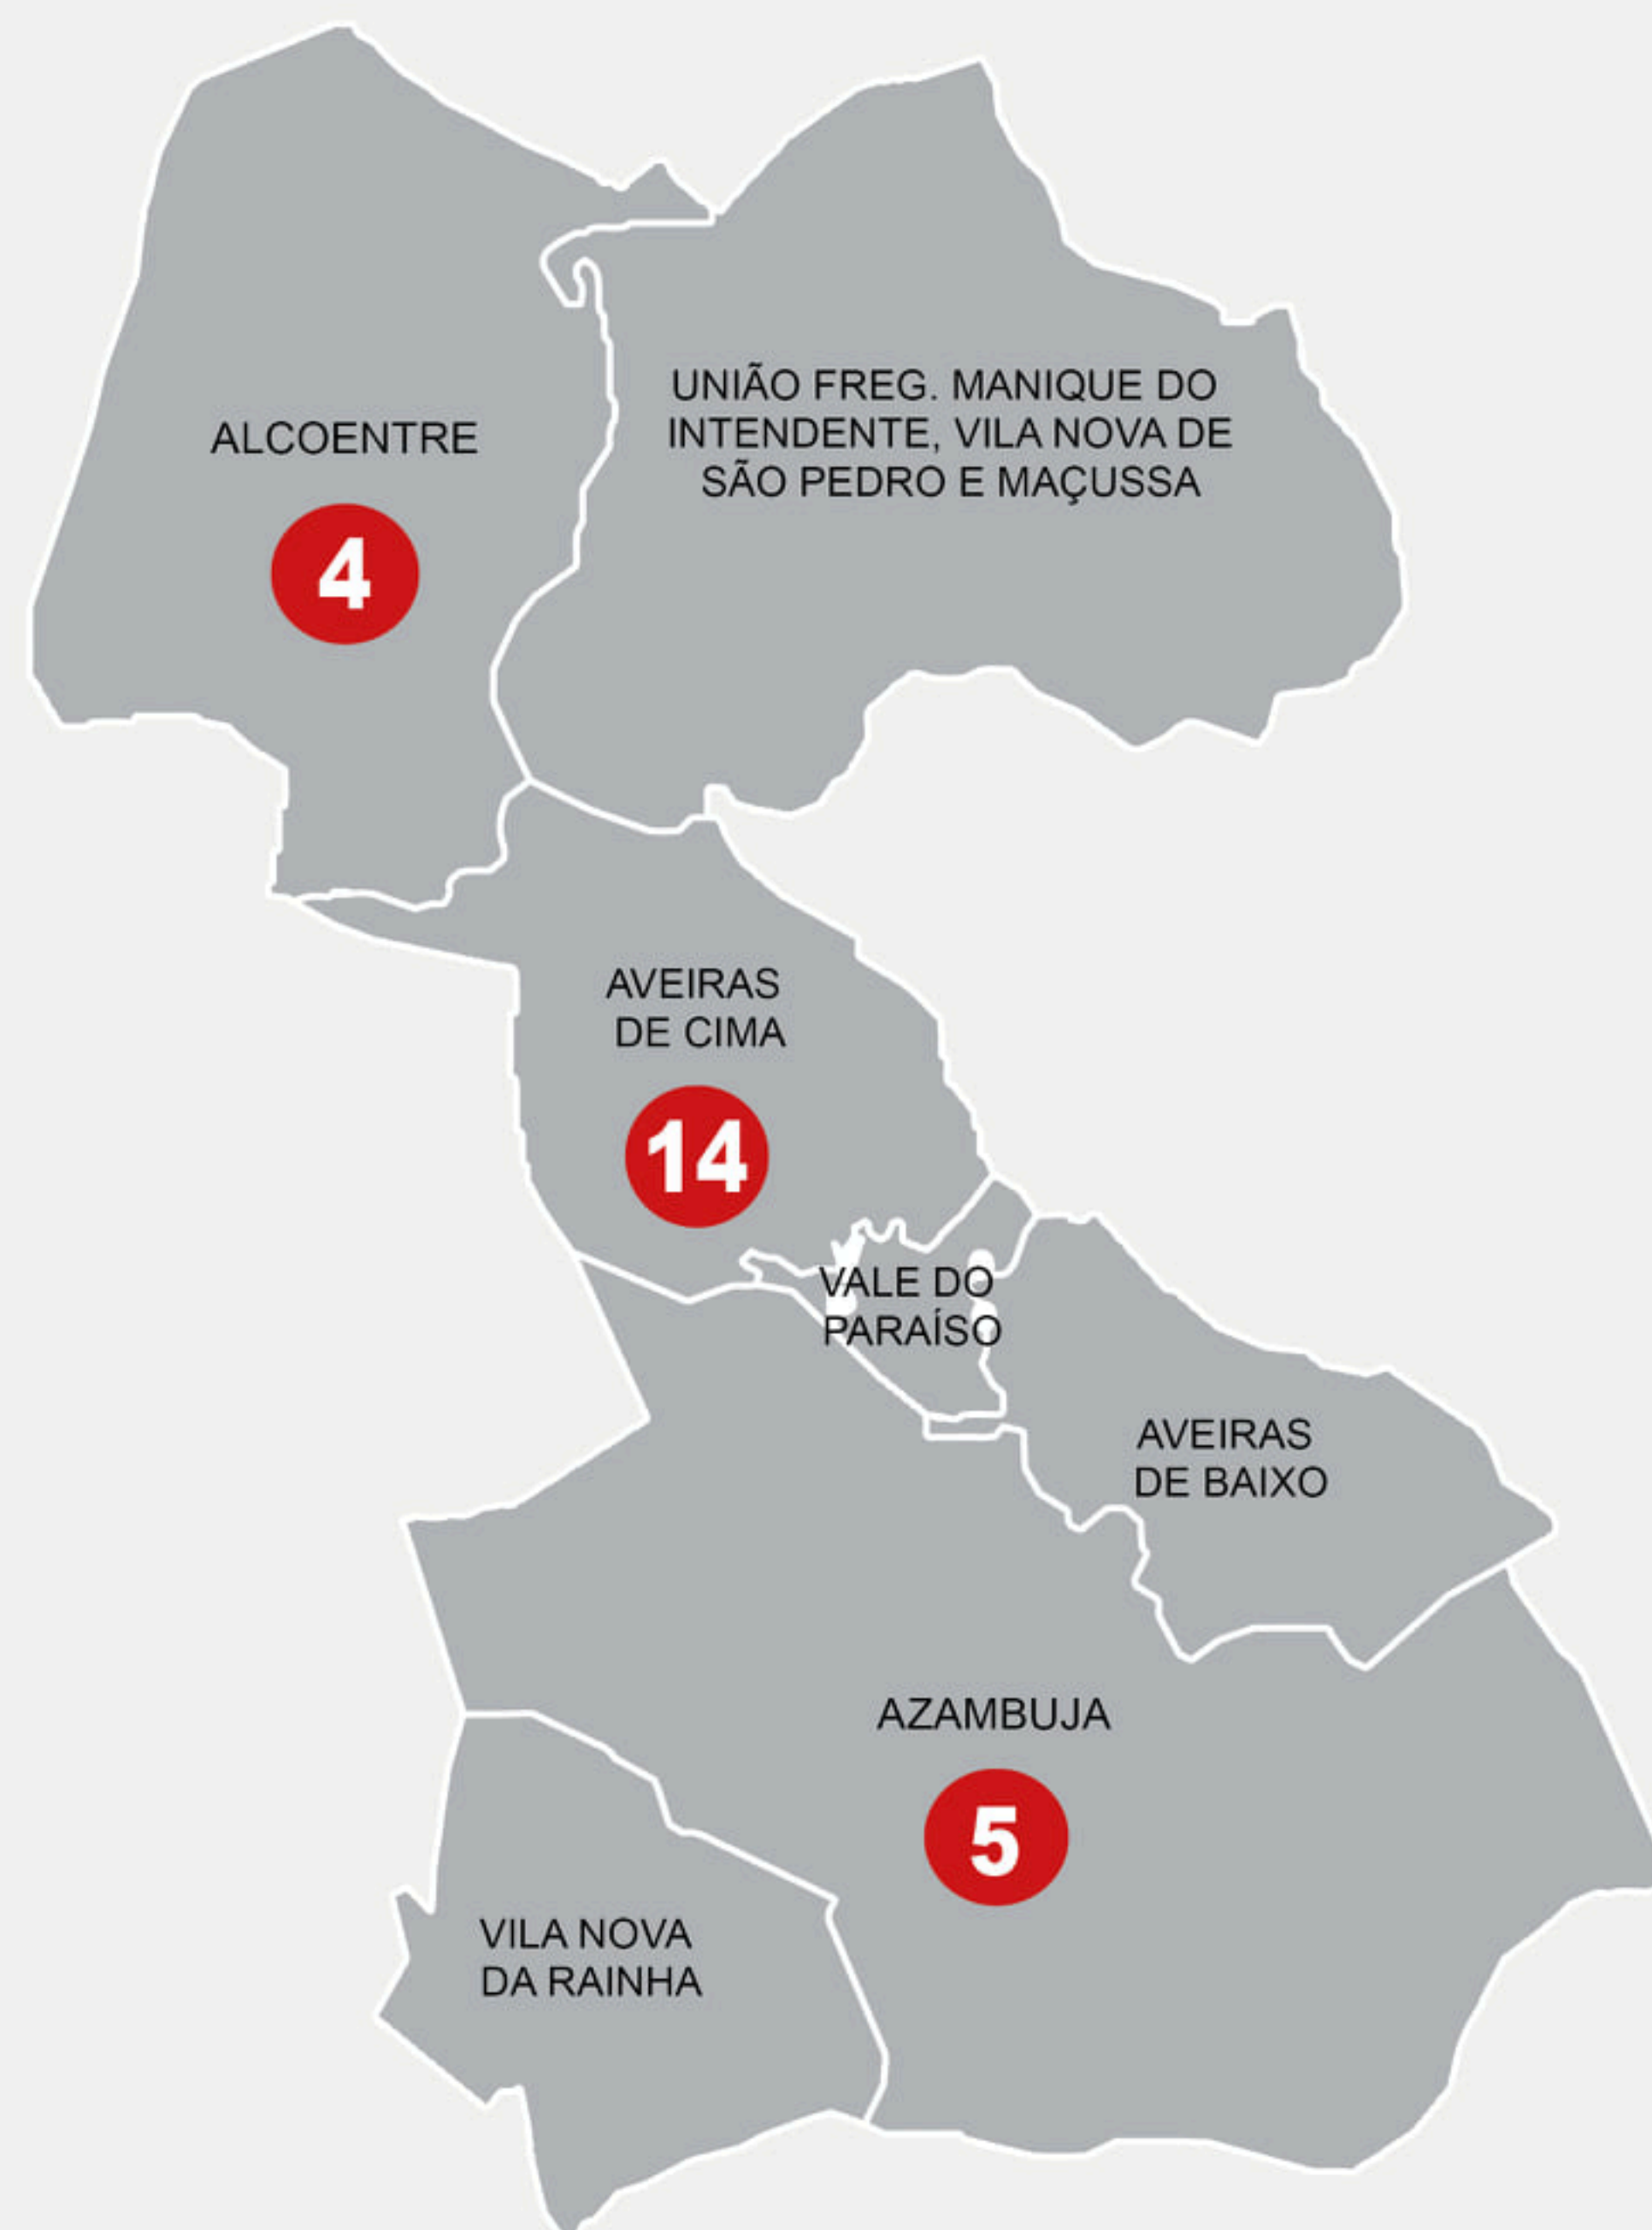 ALCOENTRE
4
UNIÃO FREG. MANIQUE DO
INTENDENTE, VILA NOVA DE
SÃO PEDRO E MAÇUSSA
AVEIRAS
DE CIMA
14
VALE DO
PARAÍSO
AVEIRAS
DE BAIXO
AZAMBUJA
5
VILA NOVA
DA RAINHA